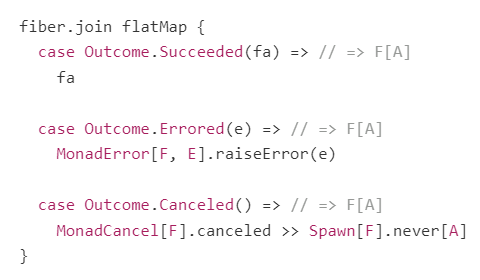 fiber.join flatMap {
  case Outcome.Succeeded(fa) => // => F[A]
    fa

  case Outcome.Errored(e) => // => F[A]
    MonadError[F, E].raiseError(e)

  case Outcome.Canceled() => // => F[A]
    MonadCancel[F].canceled >> Spawn[F].never[A]
}